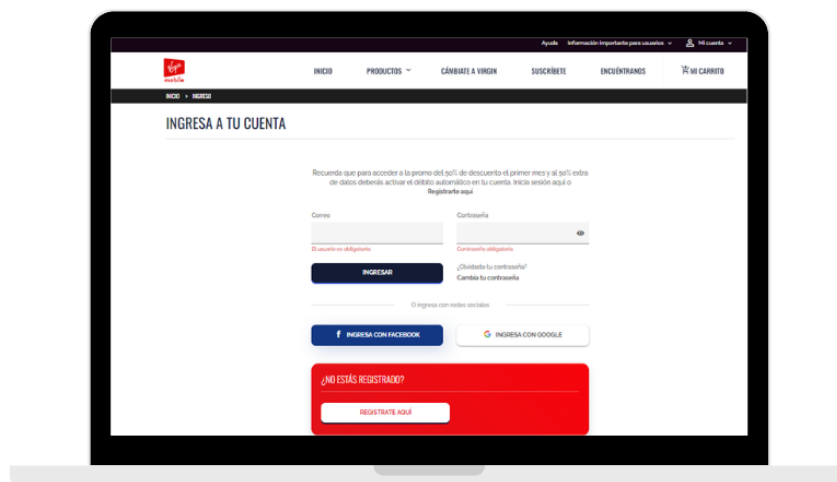 Ayuda Información importante para usuarios Mi cuenta
Virgin
mobile
INICIO PRODUCTOS CÁMBIATE A VIRGIN SUSCRÍBETE ENCUÉNTRANOS MI CARRITO
INICIO > INGRESO
INGRESA A TU CUENTA
Recuerda que para acceder a la promo del 50% de descuento el primer mes y al 50% extra
de datos deberás activar el débito automático en tu cuenta. Inicia sesión aquí o
Registrarte aquí
Correo Contraseña
El usuario es obligatorio Contraseña obligatoria
INGRESAR ¿Olvidaste tu contraseña?
Cambia tu contraseña
O ingresa con redes sociales
f INGRESA CON FACEBOOK G INGRESA CON GOOGLE
¿NO ESTÁS REGISTRADO?
REGISTRATE AQUÍ